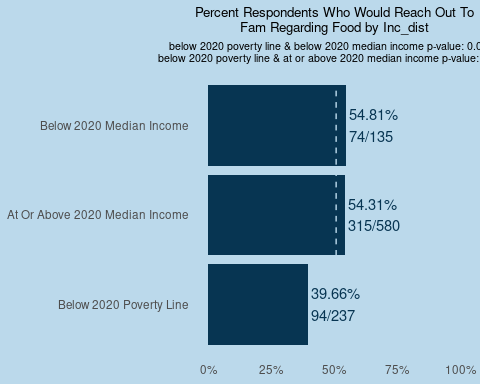 Percent Respondents Who Would Reach Out To
Fam Regarding Food by Inc_dist
below 2020 poverty line & below 2020 median income p-value: 0.0
below 2020 poverty line & at or above 2020 median income p-value:
Below 2020 Median Income
54.81%
74/135
At Or Above 2020 Median Income
54.31%
315/580
Below 2020 Poverty Line
39.66%
94/237
0% 25% 50% 75% 100%